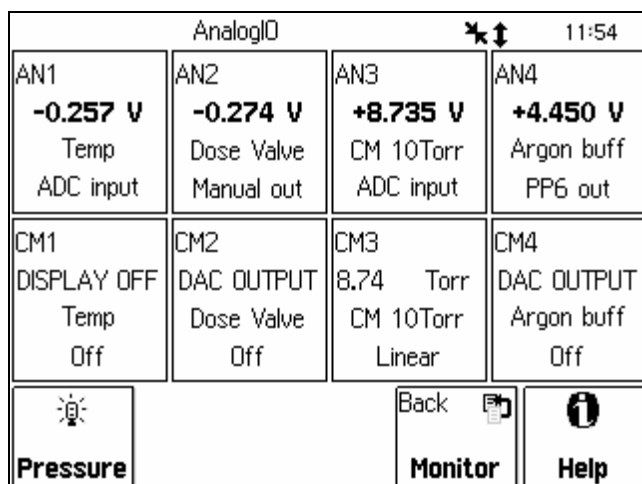 AnalogIO 11:54
AN1 AN2 AN3 AN4
-0.257 V -0.274 V +8.735 V +4.450 V
Temp Dose Valve CM 10Torr Argon buff
ADC input Manual out ADC input PP6 out
CM1 CM2 CM3 CM4
DISPLAY OFF DAC OUTPUT 8.74 Torr DAC OUTPUT
Temp Dose Valve CM 10Torr Argon buff
Off Off Linear Off
Back
Pressure Monitor Help